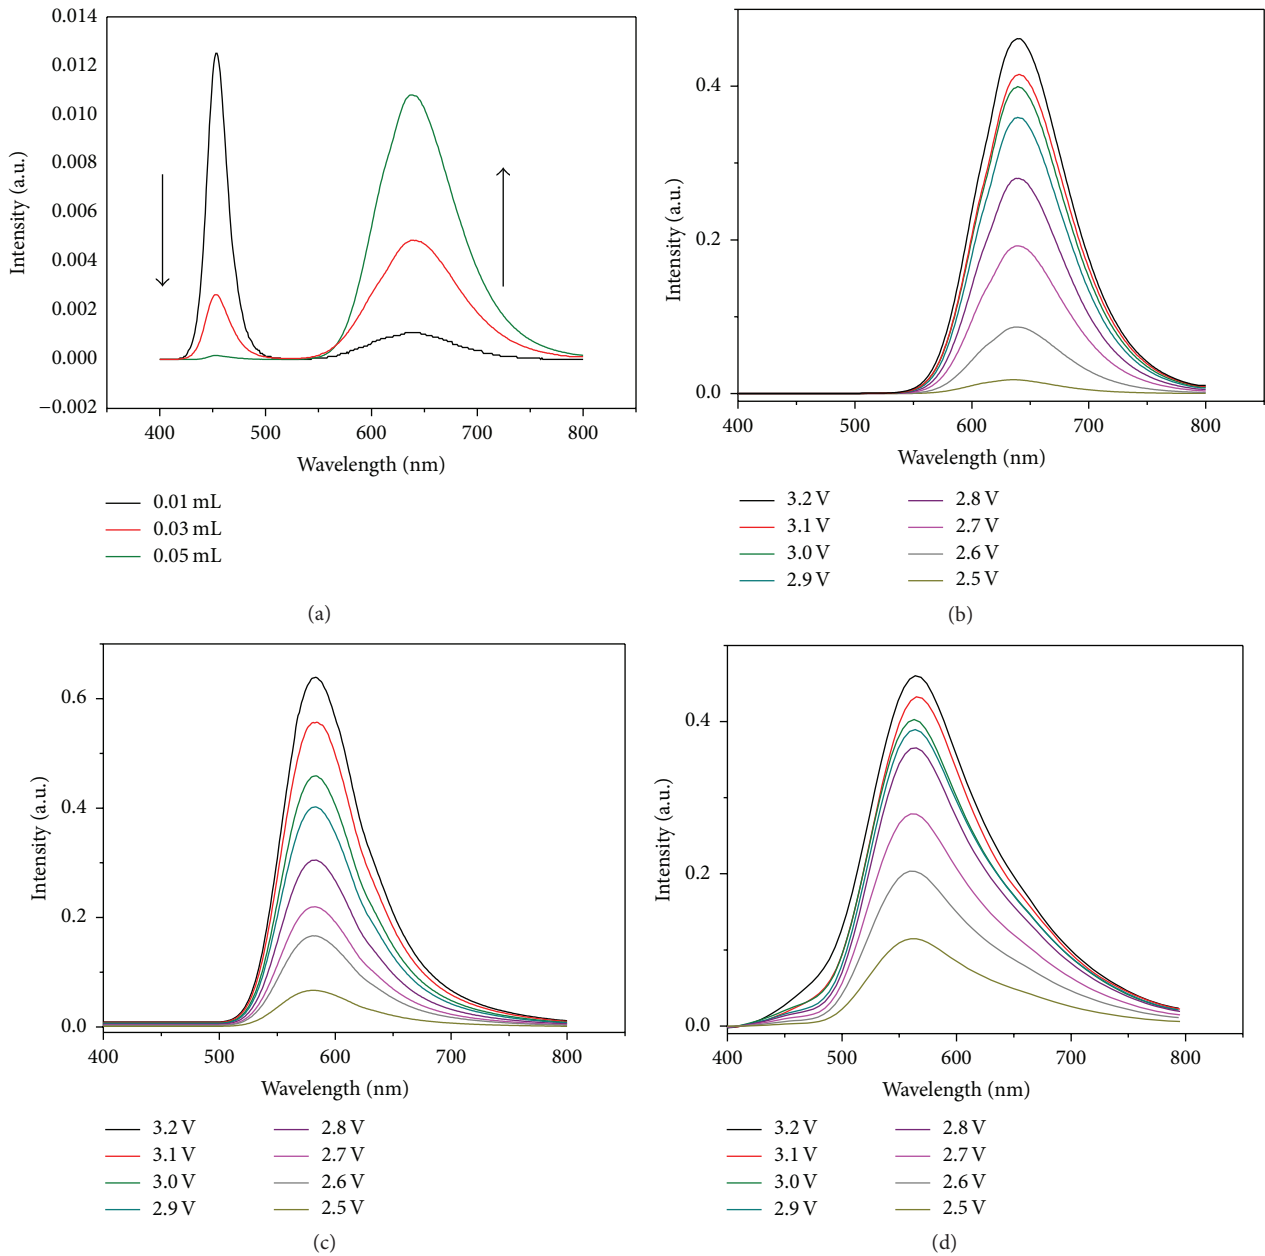 0.014
0.012
0.010
0.008
0.006
0.004
0.002
0.000
−0.002
Intensity (a.u.)
400 500 600 700 800
Wavelength (nm)
0.01 mL
0.03 mL
0.05 mL
(a)
0.4
0.2
0.0
Intensity (a.u.)
400 500 600 700 800
Wavelength (nm)
3.2 V 2.8 V
3.1 V 2.7 V
3.0 V 2.6 V
2.9 V 2.5 V
(b)
0.6
0.4
0.2
0.0
Intensity (a.u.)
400 500 600 700 800
Wavelength (nm)
3.2 V 2.8 V
3.1 V 2.7 V
3.0 V 2.6 V
2.9 V 2.5 V
(c)
0.4
0.2
0.0
Intensity (a.u.)
400 500 600 700 800
Wavelength (nm)
3.2 V 2.8 V
3.1 V 2.7 V
3.0 V 2.6 V
2.9 V 2.5 V
(d)